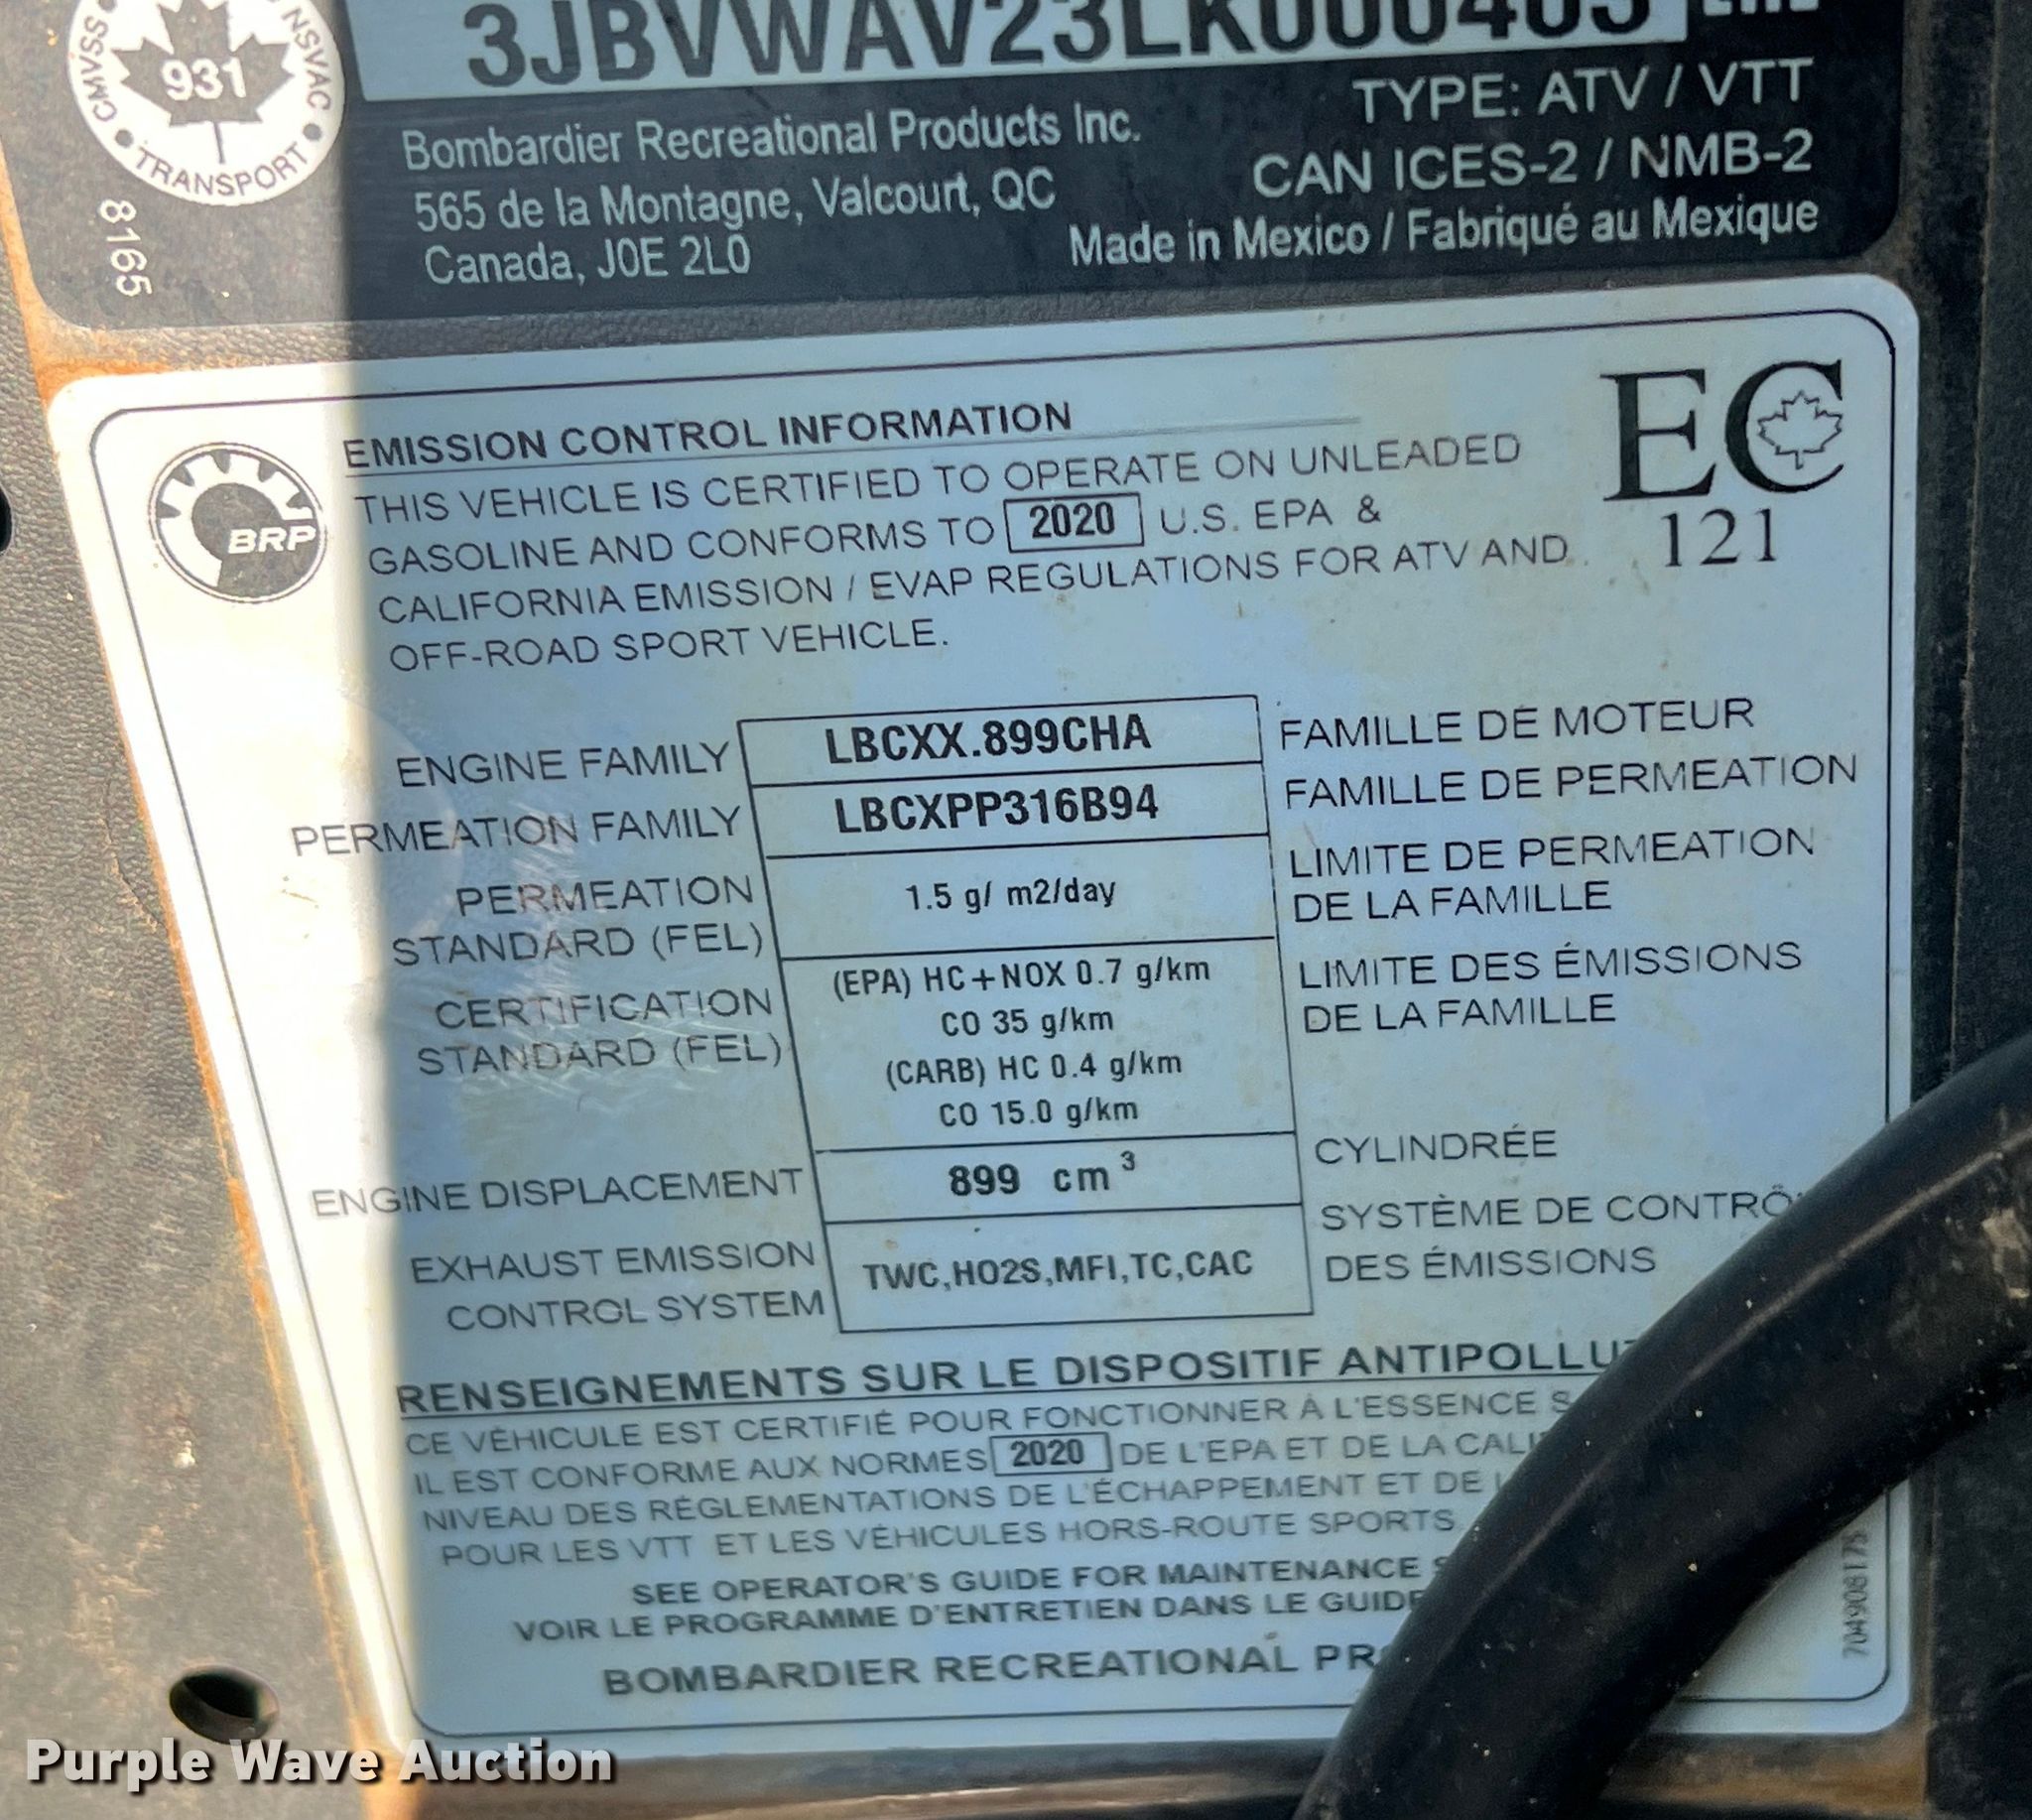 3JBVWAV23LK000405
CMVSS • NSVAC • TRANSPORT •
931
8165
Bombardier Recreational Products Inc.
565 de la Montagne, Valcourt, QC
Canada, J0E 2L0
TYPE: ATV / VTT
CAN ICES-2 / NMB-2
Made in Mexico / Fabriqué au Mexique
BRP
EMISSION CONTROL INFORMATION
THIS VEHICLE IS CERTIFIED TO OPERATE ON UNLEADED
GASOLINE AND CONFORMS TO 2020 U.S. EPA &
CALIFORNIA EMISSION / EVAP REGULATIONS FOR ATV AND
OFF-ROAD SPORT VEHICLE.
EC
121
ENGINE FAMILY LBCXX.899CHA FAMILLE DE MOTEUR
PERMEATION FAMILY LBCXPP316B94 FAMILLE DE PERMEATION
PERMEATION
STANDARD (FEL)
1.5 g/ m2/day
LIMITE DE PERMEATION
DE LA FAMILLE
CERTIFICATION
STANDARD (FEL)
(EPA) HC+NOX 0.7 g/km
CO 35 g/km
(CARB) HC 0.4 g/km
CO 15.0 g/km
LIMITE DES ÉMISSIONS
DE LA FAMILLE
ENGINE DISPLACEMENT 899 cm³ CYLINDRÉE
EXHAUST EMISSION
CONTROL SYSTEM
TWC,HO2S,MFI,TC,CAC
SYSTÈME DE CONTRÔ
DES ÉMISSIONS
RENSEIGNEMENTS SUR LE DISPOSITIF ANTIPOLLU
CE VÉHICULE EST CERTIFIÉ POUR FONCTIONNER À L'ESSENCE S
IL EST CONFORME AUX NORMES 2020 DE L'EPA ET DE LA CALI
NIVEAU DES RÉGLEMENTATIONS DE L'ÉCHAPPEMENT ET DE
POUR LES VTT ET LES VÉHICULES HORS-ROUTE SPORTS
SEE OPERATOR'S GUIDE FOR MAINTENANCE
VOIR LE PROGRAMME D'ENTRETIEN DANS LE GUIDE
BOMBARDIER RECREATIONAL PR
704908175
Purple Wave Auction